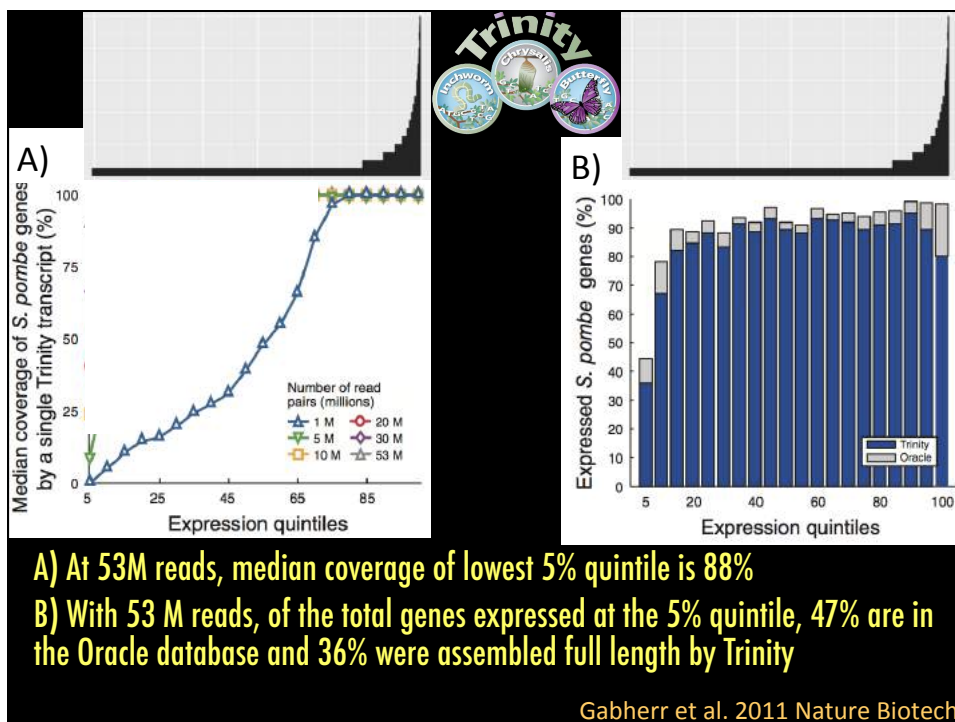 Trinity
Inchworm
Chrysalis
Butterfly
A)
Median coverage of S. pombe genes
by a single Trinity transcript (%)
100
75
50
25
0
5
25
45
65
85
Expression quintiles
Number of read
pairs (millions)
1 M
20 M
5 M
30 M
10 M
53 M
B)
Expressed S. pombe genes (%)
100
90
80
70
60
50
40
30
20
10
0
5
20
40
60
80
100
Expression quintiles
Trinity
Oracle
A) At 53M reads, median coverage of lowest 5% quintile is 88%
B) With 53 M reads, of the total genes expressed at the 5% quintile, 47% are in
the Oracle database and 36% were assembled full length by Trinity
Gabherr et al. 2011 Nature Biotech